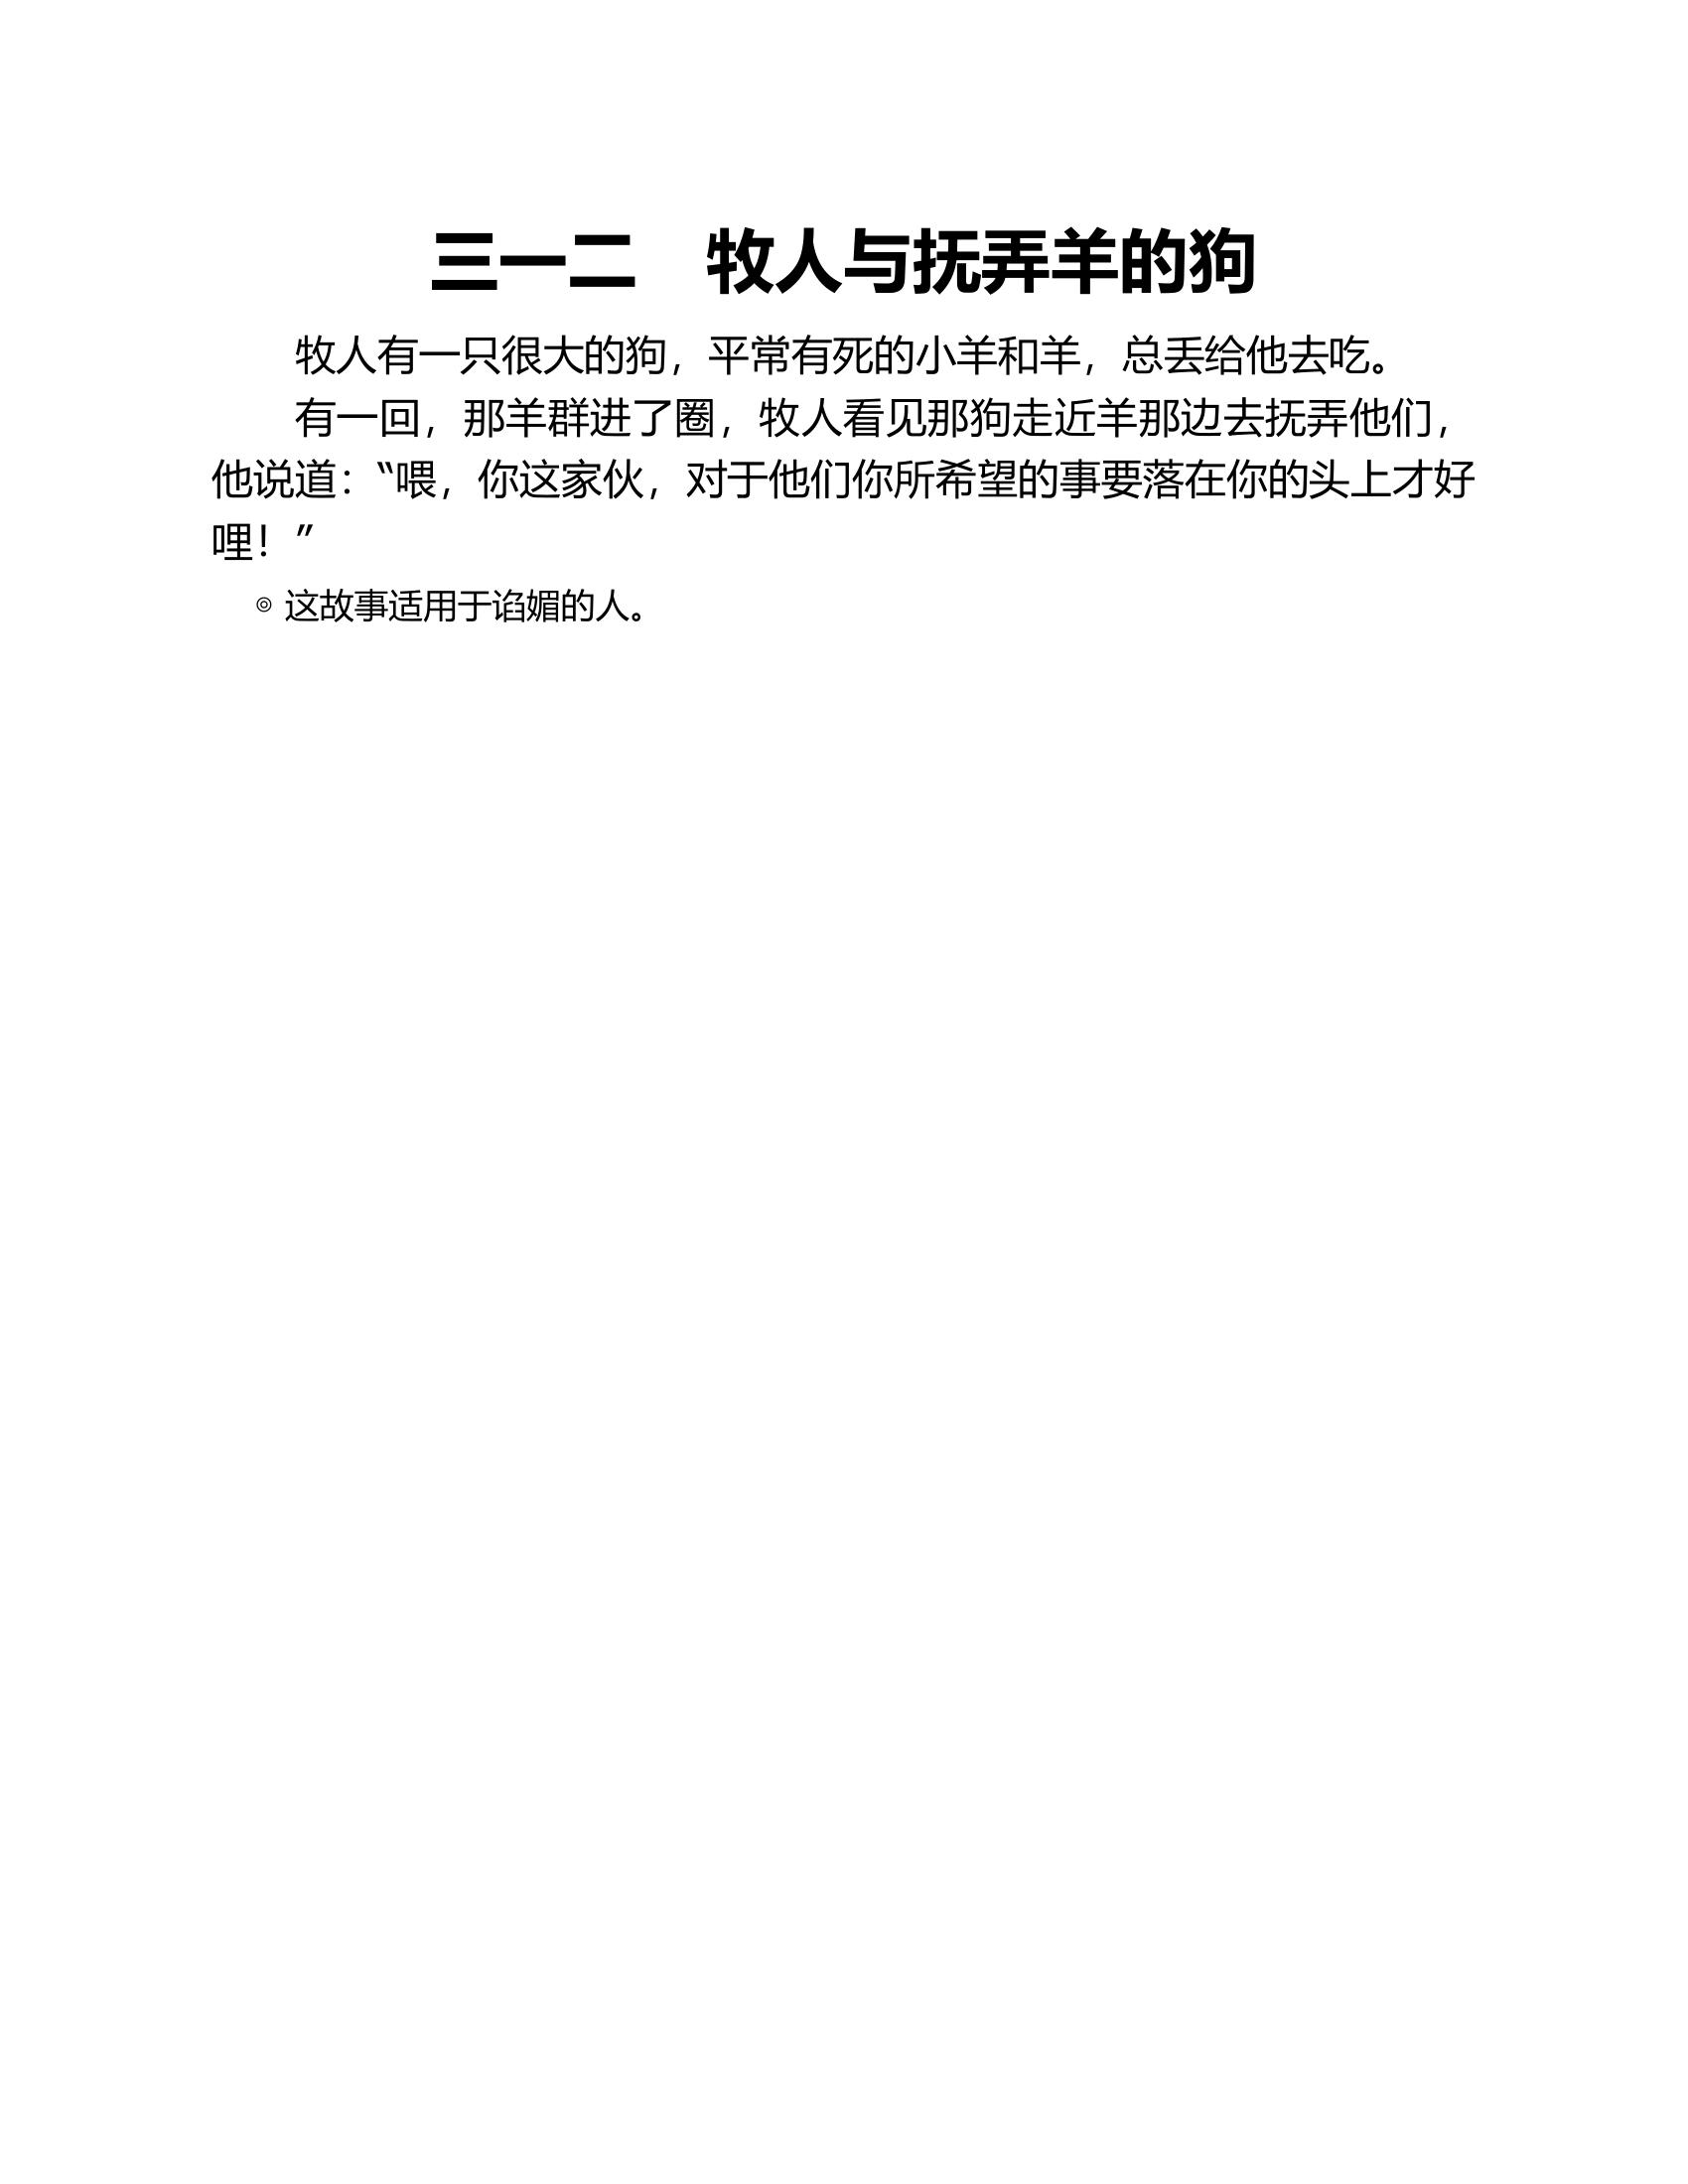 三一二　牧人与抚弄羊的狗
牧人有一只很大的狗，平常有死的小羊和羊，总丢给他去吃。
有一回，那羊群进了圈，牧人看见那狗走近羊那边去抚弄他们，
他说道：“喂，你这家伙，对于他们你所希望的事要落在你的头上才好
哩！”
◎ 这故事适用于谄媚的人。